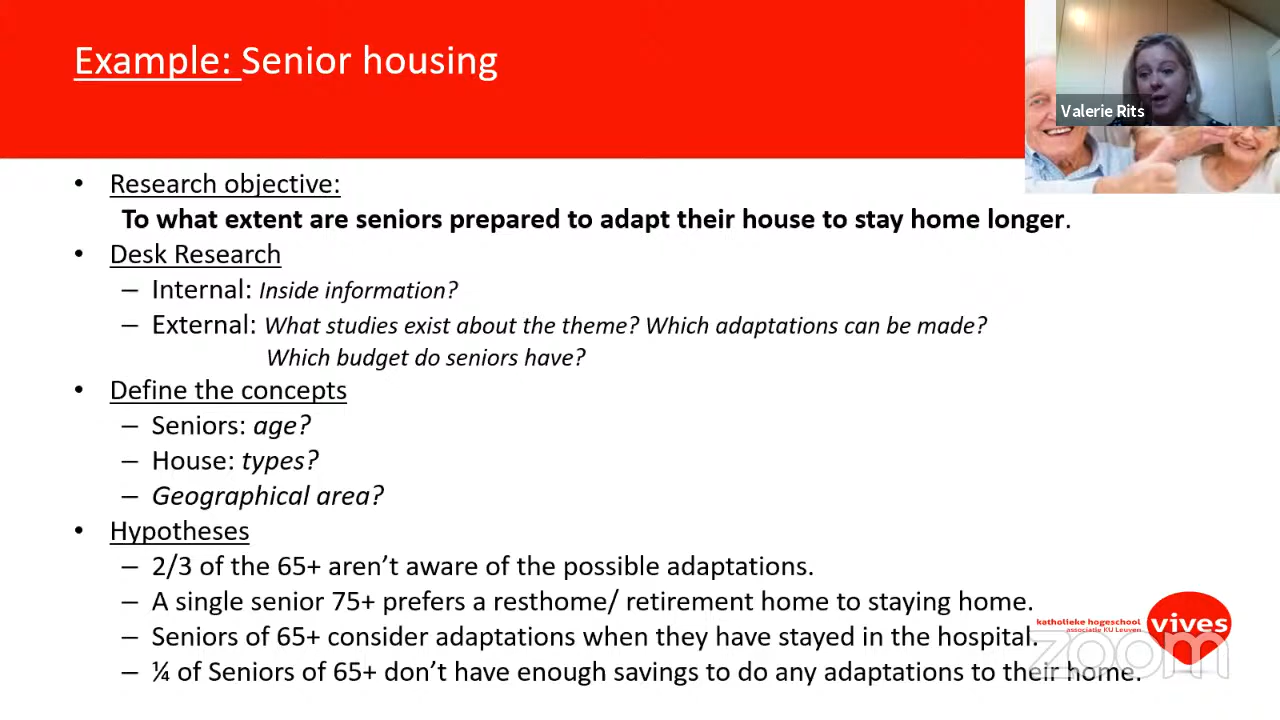 Example: Senior housing
Valerie Rits
• Research objective:
To what extent are seniors prepared to adapt their house to stay home longer.
• Desk Research
– Internal: Inside information?
– External: What studies exist about the theme? Which adaptations can be made?
Which budget do seniors have?
• Define the concepts
– Seniors: age?
– House: types?
– Geographical area?
• Hypotheses
– 2/3 of the 65+ aren’t aware of the possible adaptations.
– A single senior 75+ prefers a resthome/ retirement home to staying home.
– Seniors of 65+ consider adaptations when they have stayed in the hospital.
– ¼ of Seniors of 65+ don’t have enough savings to do any adaptations to their home.
katholieke hogeschool
associatie KU Leuven
vives
zoom